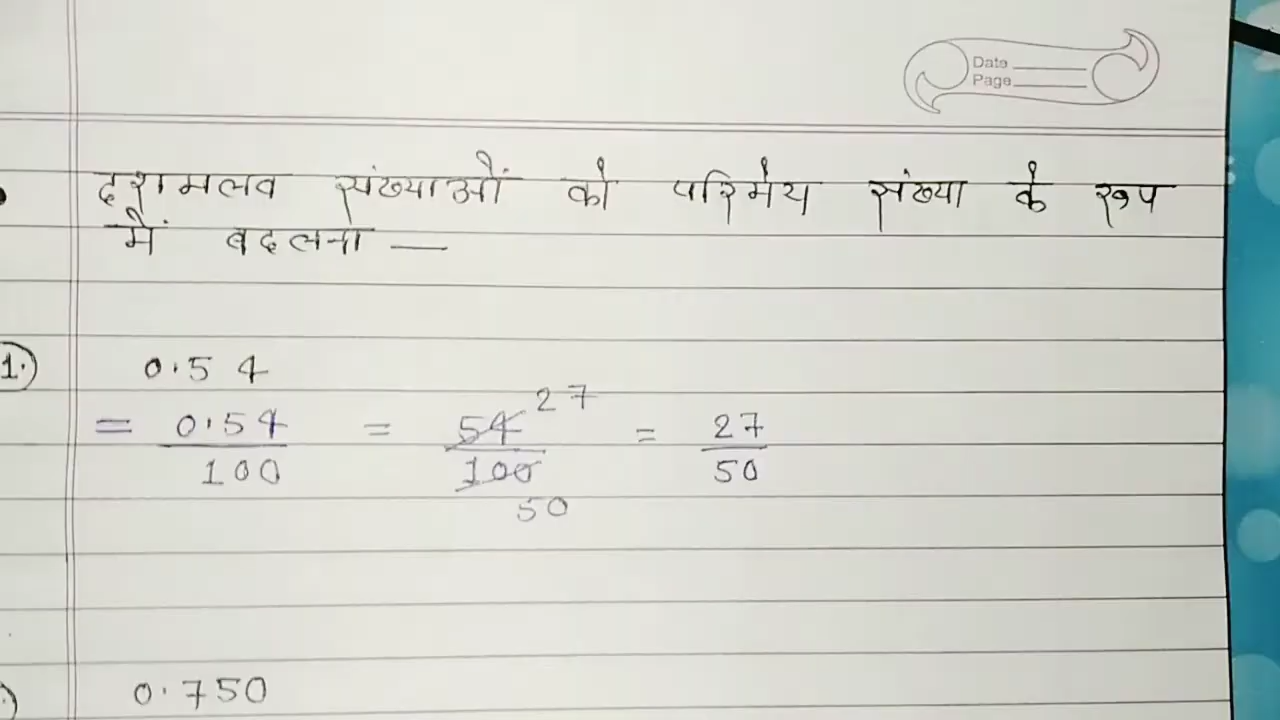 Date
Page
दशमलव संख्याओं को परिमेय संख्या के रूप
में बदलना —
1. 0.54
= 0.54/100 = 54/100 27 50 = 27/50
0.750